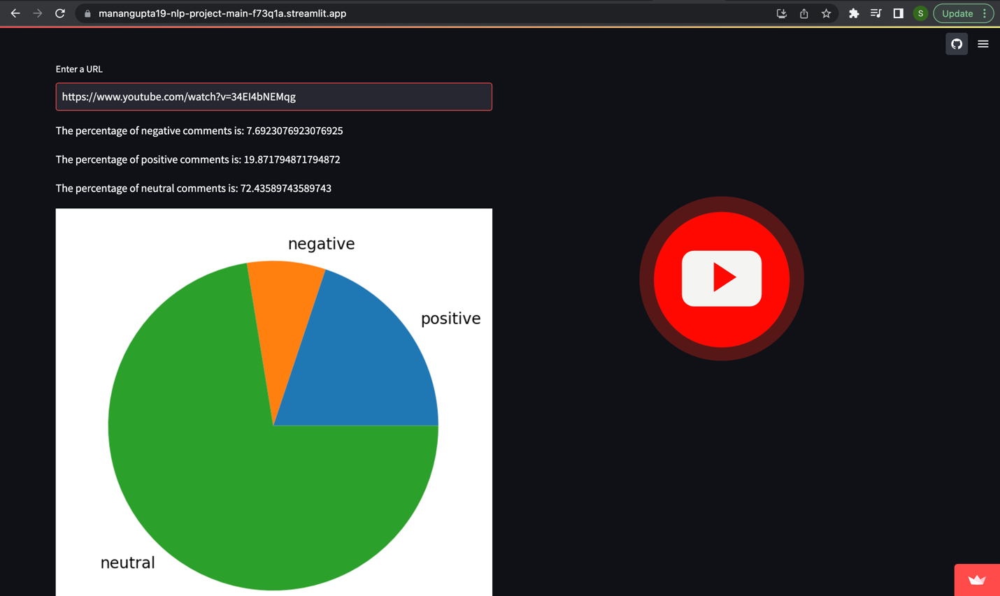 manangupta19-nlp-project-main-f73q1a.streamlit.app
S
Update
Enter a URL
https://www.youtube.com/watch?v=34EI4bNEMqg
The percentage of negative comments is: 7.6923076923076925
The percentage of positive comments is: 19.871794871794872
The percentage of neutral comments is: 72.43589743589743
negative
positive
neutral